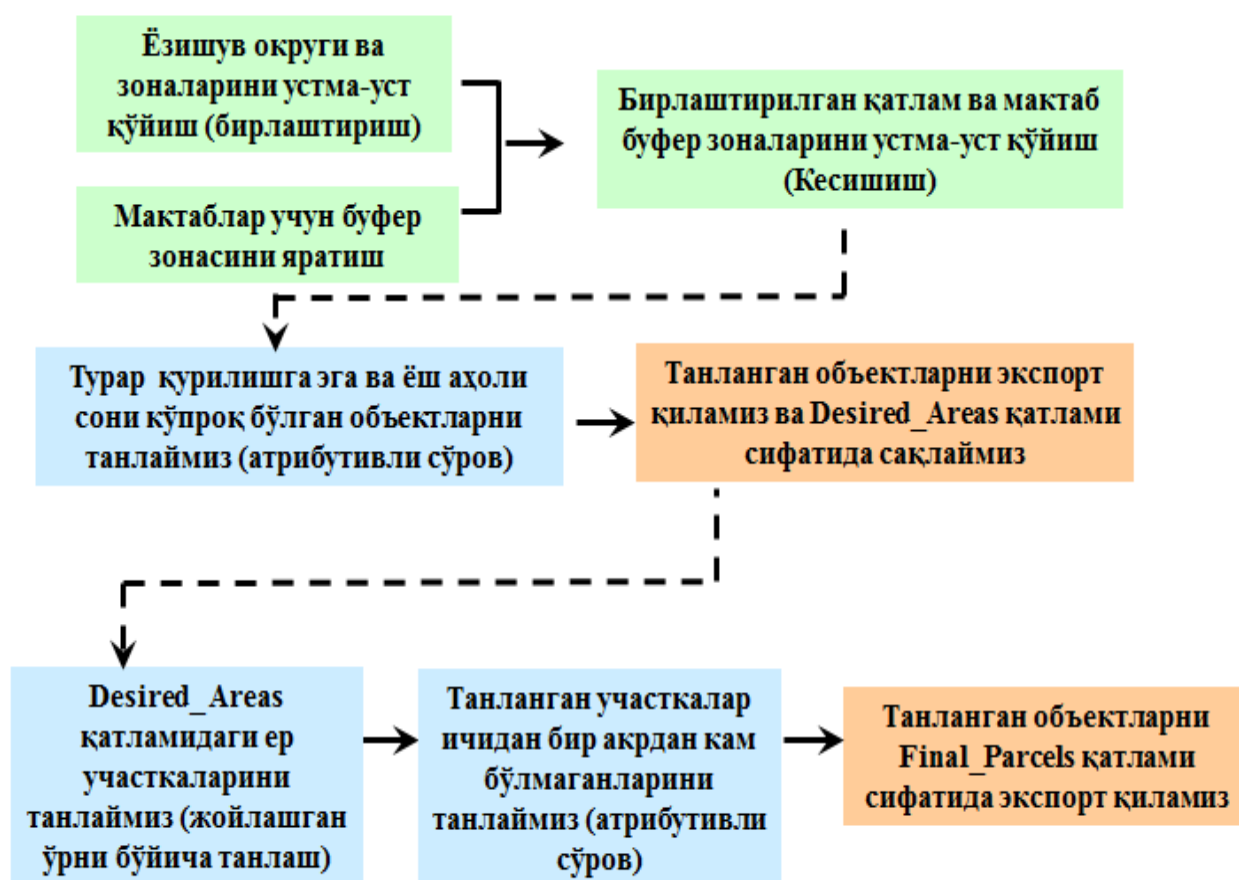 Ёзишув округи ва
зоналарини устма-уст
қўйиш (бирлаштириш)
Мактаблар учун буфер
зонасини яратиш
Бирлаштирилган қатлам ва мактаб
буфер зоналарини устма-уст қўйиш
(Кесишиш)
Турар қурилишга эга ва ёш аҳоли
сони кўпроқ бўлган объектларни
танлаймиз (атрибутивли сўров)
Танланган объектларни экспорт
қиламиз ва Desired_Areas қатлами
сифатида сақлаймиз
Desired_Areas
қатламидаги ер
участкаларини
танлаймиз (жойлашган
ўрни бўйича танлаш)
Танланган участкалар
ичидан бир акрдан кам
бўлмаганларини
танлаймиз (атрибутивли
сўров)
Танланган объектларни
Final_Parcels қатлами
сифатида экспорт қиламиз